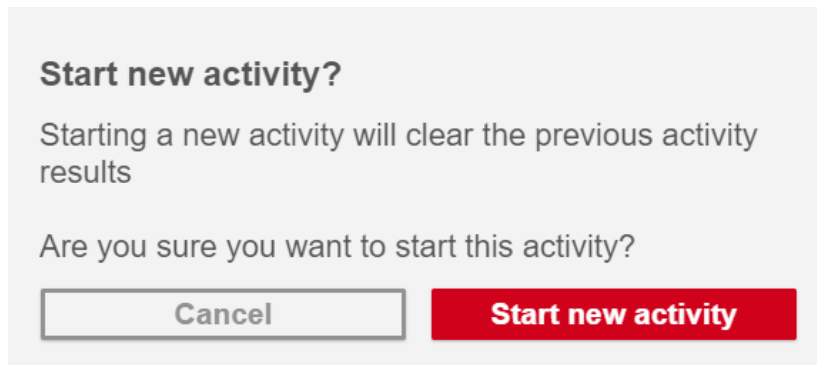 Start new activity?
Starting a new activity will clear the previous activity
results
Are you sure you want to start this activity?
Cancel
Start new activity